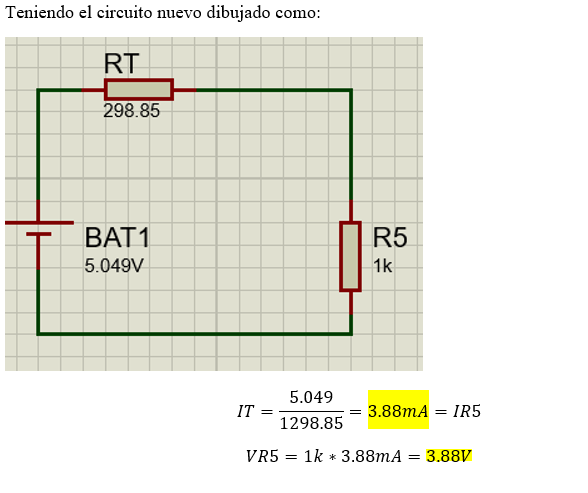 Teniendo el circuito nuevo dibujado como:
RT
298.85
BAT1
5.049V
R5
1k
IT = 5.049 / 1298.85 = 3.88mA = IR5
VR5 = 1k * 3.88mA = 3.88V